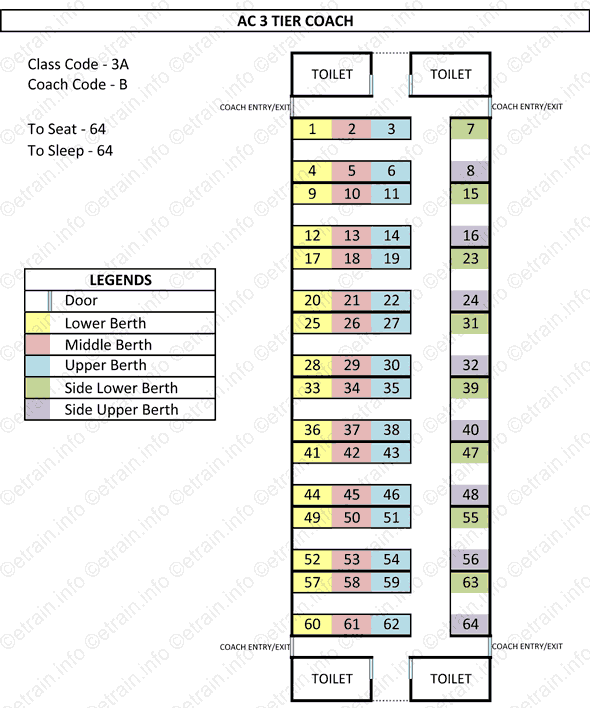 AC 3 TIER COACH
Class Code - 3A
Coach Code - B
To Seat - 64
To Sleep - 64
TOILET TOILET
COACH ENTRY/EXIT COACH ENTRY/EXIT
1 2 3 7
4 5 6 8
9 10 11 15
12 13 14 16
17 18 19 23
20 21 22 24
25 26 27 31
28 29 30 32
33 34 35 39
36 37 38 40
41 42 43 47
44 45 46 48
49 50 51 55
52 53 54 56
57 58 59 63
60 61 62 64
COACH ENTRY/EXIT COACH ENTRY/EXIT
TOILET TOILET
LEGENDS
Door
Lower Berth
Middle Berth
Upper Berth
Side Lower Berth
Side Upper Berth
©etrain.info